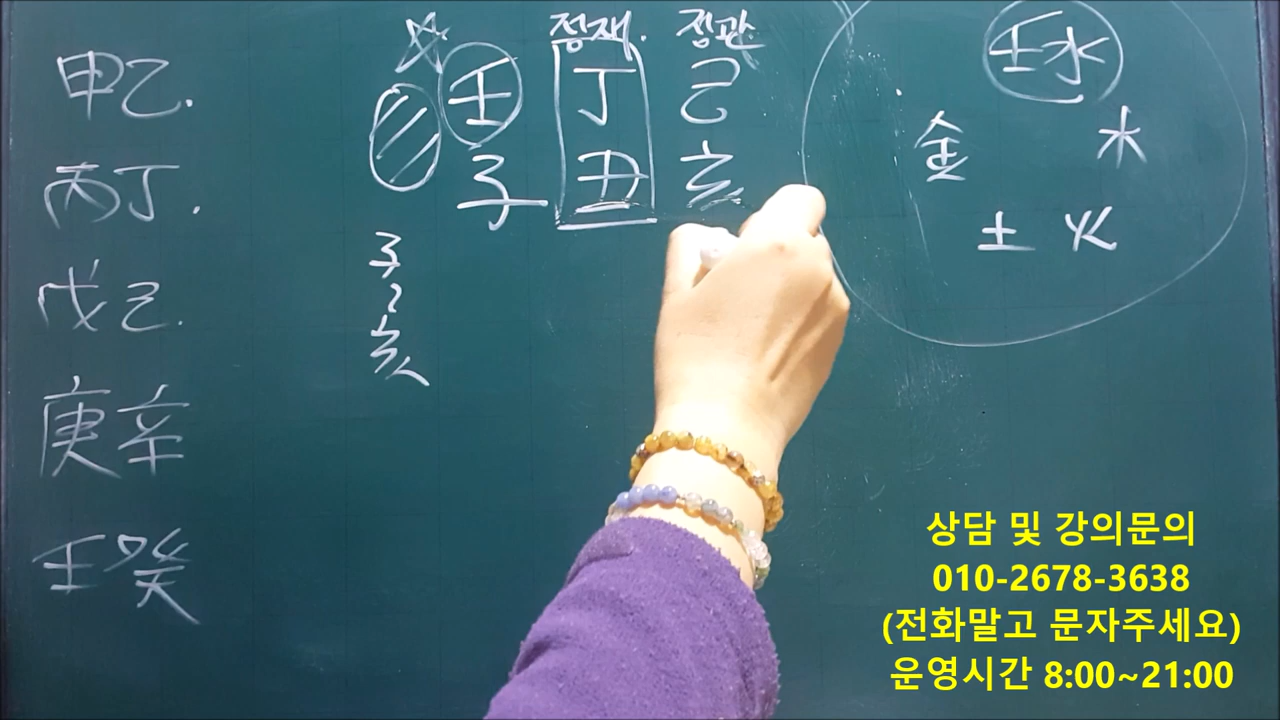 甲乙.
丙丁.
戊己.
庚辛
壬癸
정재. 정관
壬 丁 己
子 丑 亥
子
~
亥
壬水
金 木
土 火
상담 및 강의문의
010-2678-3638
(전화말고 문자주세요)
운영시간 8:00~21:00